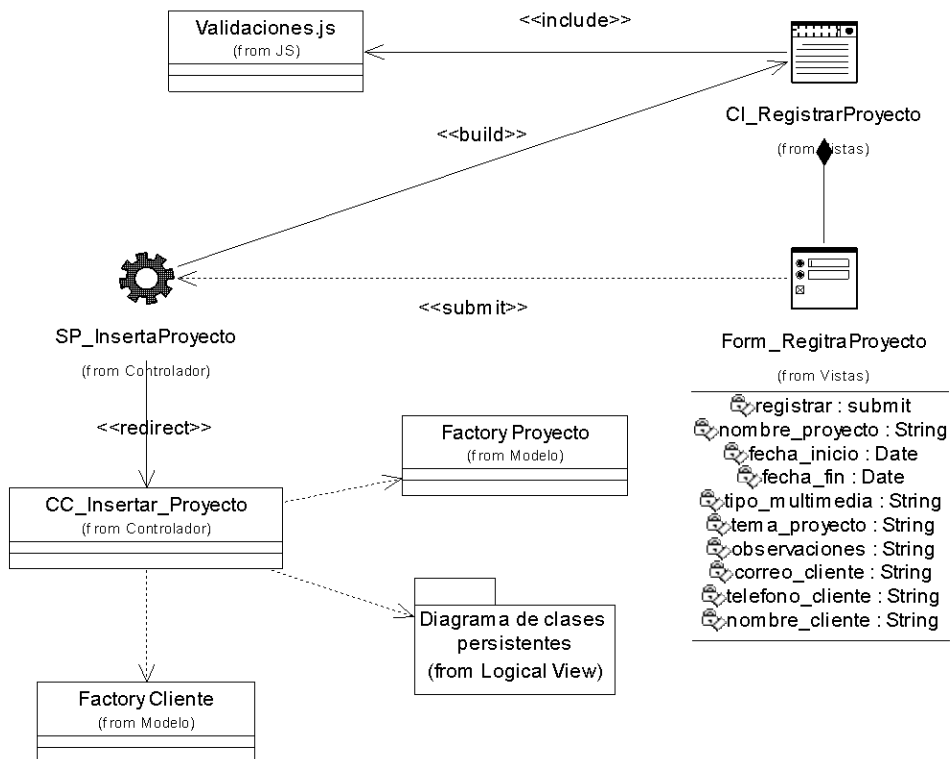 <<include>>
Validaciones.js
(from JS)
CI_RegistrarProyecto
(from Vistas)
<<build>>
<<submit>>
SP_InsertaProyecto
(from Controlador)
Form_RegitraProyecto
(from Vistas)
registrar : submit
nombre_proyecto : String
fecha_inicio : Date
fecha_fin : Date
tipo_multimedia : String
tema_proyecto : String
observaciones : String
correo_cliente : String
telefono_cliente : String
nombre_cliente : String
<<redirect>>
Factory Proyecto
(from Modelo)
CC_Insertar_Proyecto
(from Controlador)
Diagrama de clases
persistentes
(from Logical View)
Factory Cliente
(from Modelo)